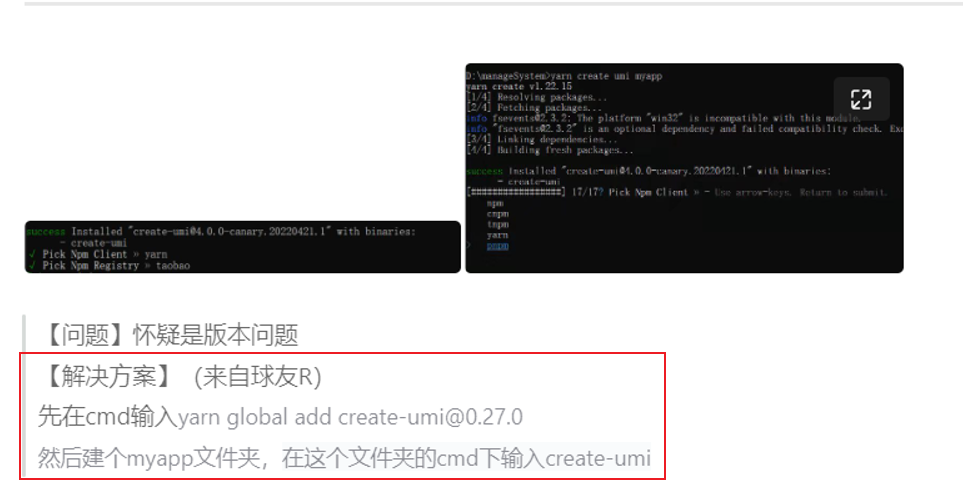 D:\manageSystem>yarn create umi myapp
yarn create v1.22.15
[1/4] Resolving packages...
[2/4] Fetching packages...
info fsevents@2.3.2: The platform "win32" is incompatible with this module.
info "fsevents@2.3.2" is an optional dependency and failed compatibility check. Exc
[3/4] Linking dependencies...
[4/4] Building fresh packages...
success Installed "create-umi@4.0.0-canary.20220421.1" with binaries:
- create-umi
[#################] 17/17? Pick Npm Client » - Use arrow-keys. Return to submit.
npm
cnpm
tnpm
yarn
> pnpm
success Installed "create-umi@4.0.0-canary.20220421.1" with binaries:
- create-umi
√ Pick Npm Client » yarn
√ Pick Npm Registry » taobao
【问题】怀疑是版本问题
【解决方案】（来自球友R)
先在cmd输入yarn global add create-umi@0.27.0
然后建个myapp文件夹，在这个文件夹的cmd下输入create-umi